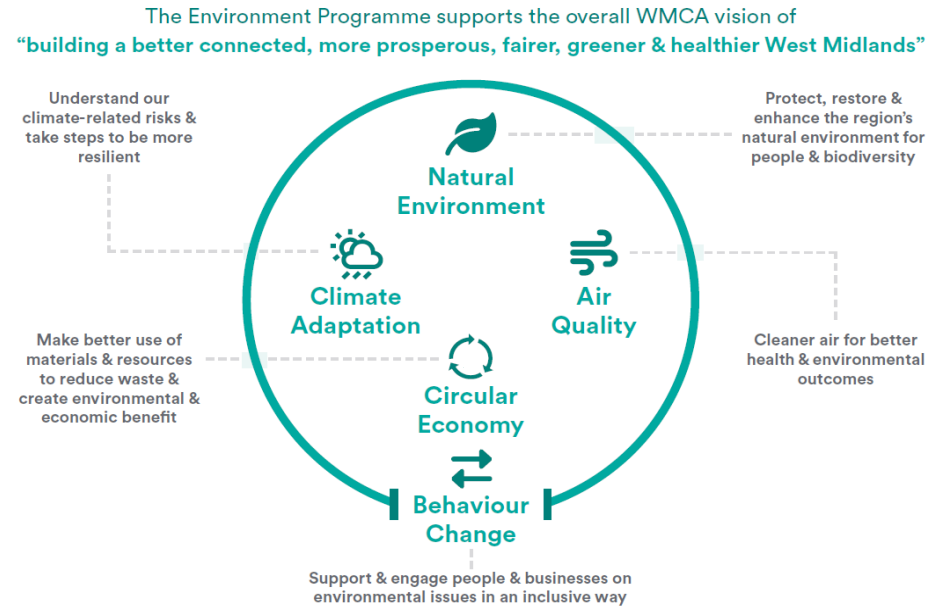 The Environment Programme supports the overall WMCA vision of
“building a better connected, more prosperous, fairer, greener & healthier West Midlands”
Understand our
climate-related risks &
take steps to be more
resilient
Protect, restore &
enhance the region’s
natural environment for
people & biodiversity
Natural
Environment
Climate
Adaptation
Air
Quality
Make better use of
materials & resources
to reduce waste &
create environmental &
economic benefit
Cleaner air for better
health & environmental
outcomes
Circular
Economy
Behaviour
Change
Support & engage people & businesses on
environmental issues in an inclusive way